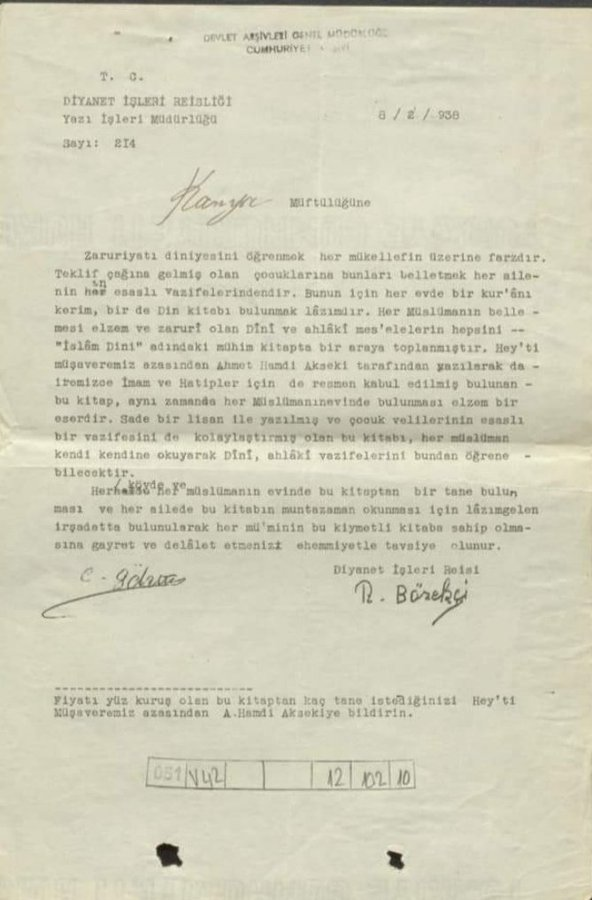 DEVLET ARŞİVLERİ GENEL MÜDÜRLÜĞÜ
CUMHURİYET
T. C.
DİYANET İŞLERİ REİSLİĞİ
Yazı İşleri Müdürlüğü
8 / 2 / 938
Sayı: 214
Konya Müftülüğüne
Zaruriyatı diniyesini öğrenmek her mükellefin üzerine farzdır.
Teklif çağına gelmiş olan çocuklarına bunları belletmek her aile-
nin en esaslı vazifelerindendir. Bunun için her evde bir kur'ânı
kerim, bir de Din kitabı bulunmak lâzımdır. Her Müslümanın belle -
mesi elzem ve zarurî olan Dînî ve ahlâkî mes'elelerin hepsini --
"İslâm Dini" adındaki mühim kitapta bir araya toplanmıştır. Hey'ti
müşaveremiz azasından Ahmet Hamdi Akseki tarafından yazılarak da -
iremizce İmam ve Hatipler için de resmen kabul edilmiş bulunan -
bu kitap, aynı zamanda her Müslümanınevinde bulunması elzem bir
eserdir. Sade bir lisan ile yazılmış ve çocuk velilerinin esaslı
bir vazifesini de kolaylaştırmış olan bu kitabı, her müslüman
kendi kendine okuyarak Dînî, ahlâkî vazifelerini bundan öğrene -
bilecektir.
Her köyde ve her müslümanın evinde bu kitaptan bir tane bulun
ması ve her ailede bu kitabın muntazaman okunması için lâzımgelen
irşadatta bulunularak her mü'minin bu kiymetli kitaba sahip olma-
sına gayret ve delâlet etmenizi ehemmiyetle tavsiye olunur.
Diyanet İşleri Reisi
R. Börekçi
Fiyatı yüz kuruş olan bu kitaptan kaç tane istediğinizi Hey'ti
Müşaveremiz azasından A.Hamdi Aksekiye bildirin.
051 V42 12 102 10